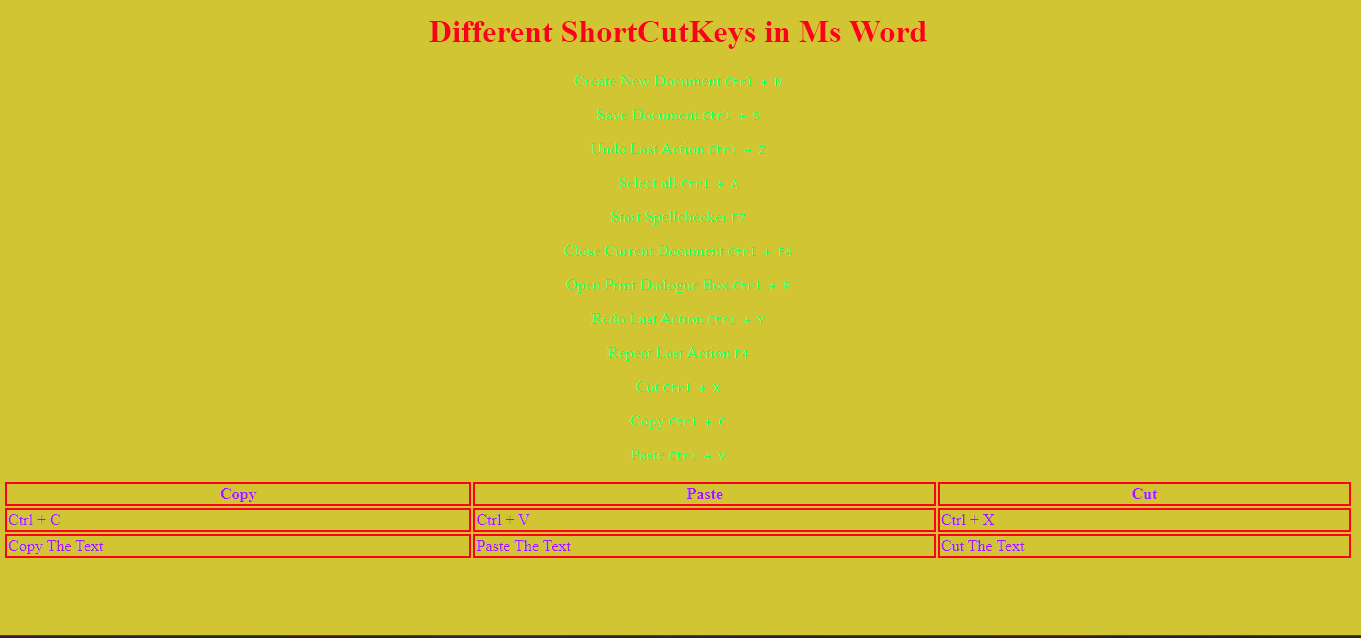 Different ShortCutKeys in Ms Word
Create New Document Ctrl + N
Save Document Ctrl + S
Undo Last Action Ctrl + Z
Select all Ctrl + A
Start Spellchecker F7
Close Current Document Ctrl + F4
Open Print Dialogue Box Ctrl + P
Redo Last Action Ctrl + Y
Repeat Last Action F4
Cut Ctrl + X
Copy Ctrl + C
Paste Ctrl + V
Copy Paste Cut
Ctrl + C Ctrl + V Ctrl + X
Copy The Text Paste The Text Cut The Text